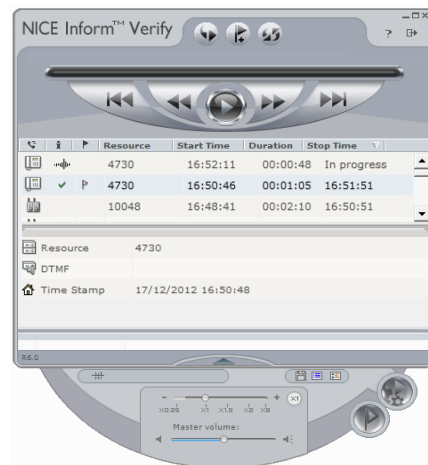 NICE Inform™ Verify
?
Resource Start Time Duration Stop Time
4730 16:52:11 00:00:48 In progress
4730 16:50:46 00:01:05 16:51:51
10048 16:48:41 00:02:10 16:50:51
Resource 4730
DTMF
Time Stamp 17/12/2012 16:50:48
R6.0
- + x1
x0.25 x1 x1.5 x2 x8
Master volume: